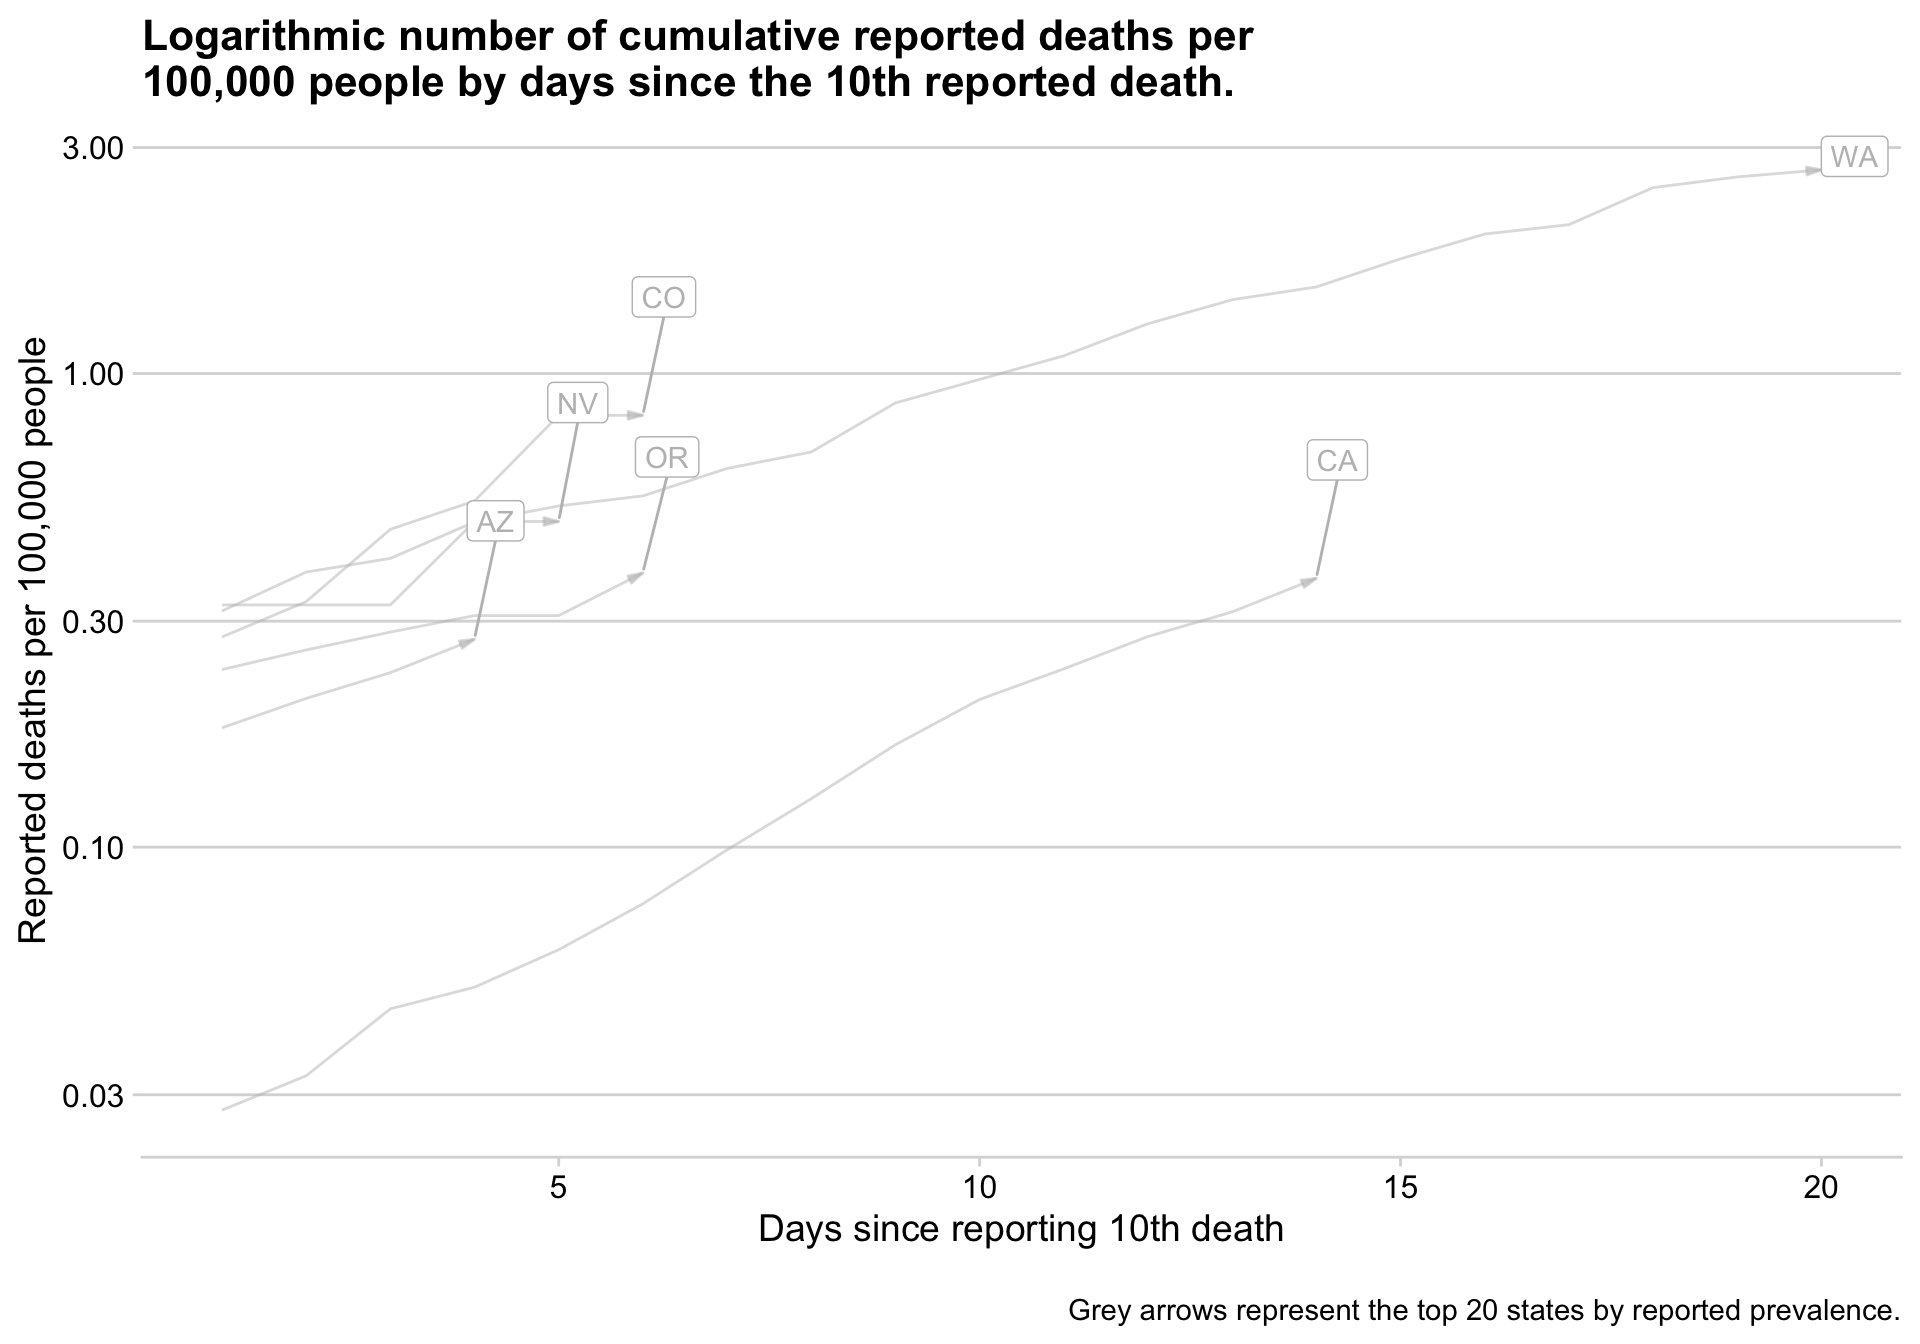 Logarithmic number of cumulative reported deaths per
100,000 people by days since the 10th reported death.
Reported deaths per 100,000 people
3.00
1.00
0.30
0.10
0.03
WA
CO
NV
OR
CA
AZ
5
10
15
20
Days since reporting 10th death
Grey arrows represent the top 20 states by reported prevalence.